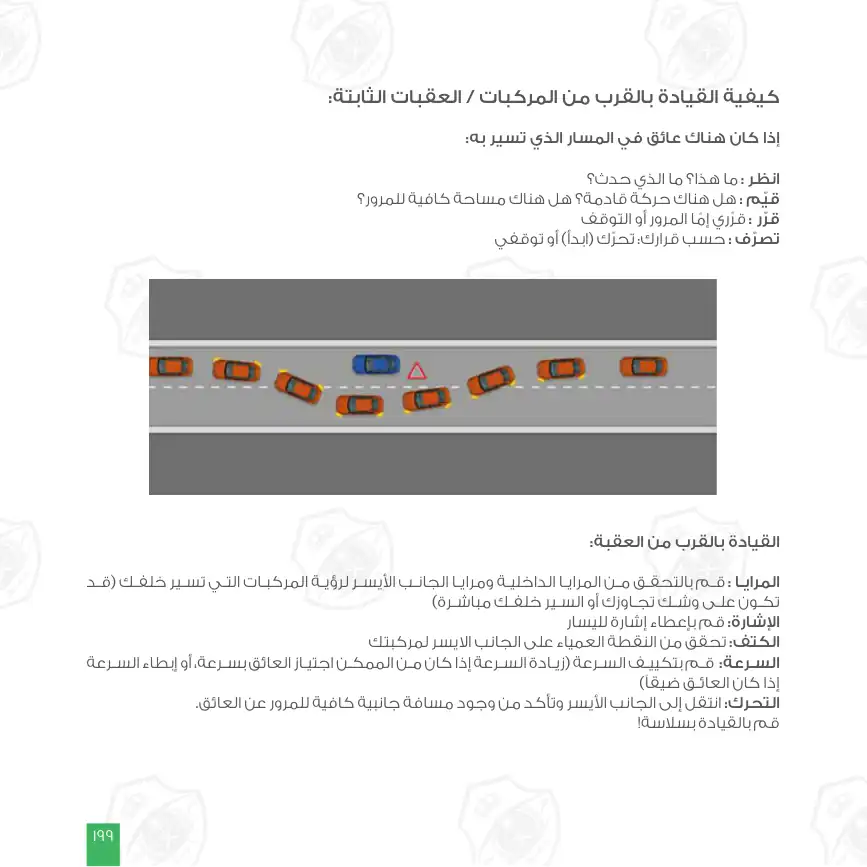 كيفية القيادة بالقرب من المركبات / العقبات الثابتة:
إذا كان هناك عائق في المسار الذي تسير به:
انظر : ما هذا؟ ما الذي حدث؟
قيّم : هل هناك حركة قادمة؟ هل هناك مساحة كافية للمرور؟
قرّر : قرّري إمّا المرور أو التوقف
تصرّف : حسب قرارك: تحرّك (ابدأ) أو توقفي
القيادة بالقرب من العقبة:
المرايا : قم بالتحقق من المرايا الداخلية ومرايا الجانب الأيسر لرؤية المركبات التي تسير خلفك (قد
تكون على وشك تجاوزك أو السير خلفك مباشرة)
الإشارة: قم بإعطاء إشارة لليسار
الكتف: تحقق من النقطة العمياء على الجانب الايسر لمركبتك
السرعة: قم بتكييف السرعة (زيادة السرعة إذا كان من الممكن اجتياز العائق بسرعة، أو إبطاء السرعة
إذا كان العائق ضيقاً)
التحرك: انتقل إلى الجانب الأيسر وتأكد من وجود مسافة جانبية كافية للمرور عن العائق.
قم بالقيادة بسلاسة!
١٩٩